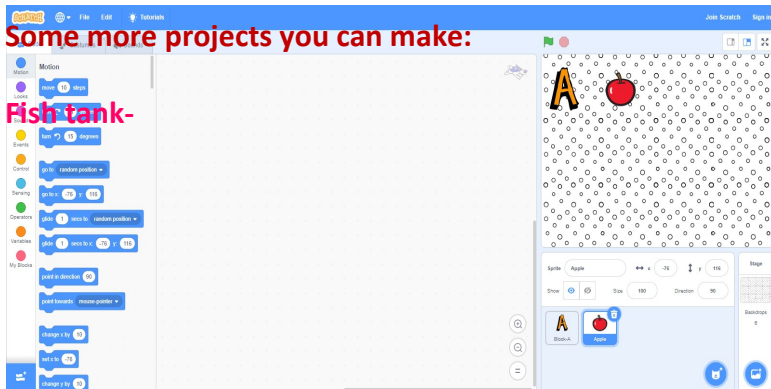 SCRATCH
File Edit Tutorials
Join Scratch Sign in
Some more projects you can make:
Motion
Motion
move 10 steps
Looks
Fish tank-
turn 15 degrees
Events
Control
go to random position
Sensing
go to x: -76 y: 116
Operators
glide 1 secs to random position
Variables
glide 1 secs to x: -76 y: 116
My Blocks
point in direction 90
point towards mouse-pointer
change x by 10
set x to -76
change y by 10
A
Sprite Apple x -76 y 116
Show Size 100 Direction 90
Stage
Backdrops
6
A
Block-A
Apple